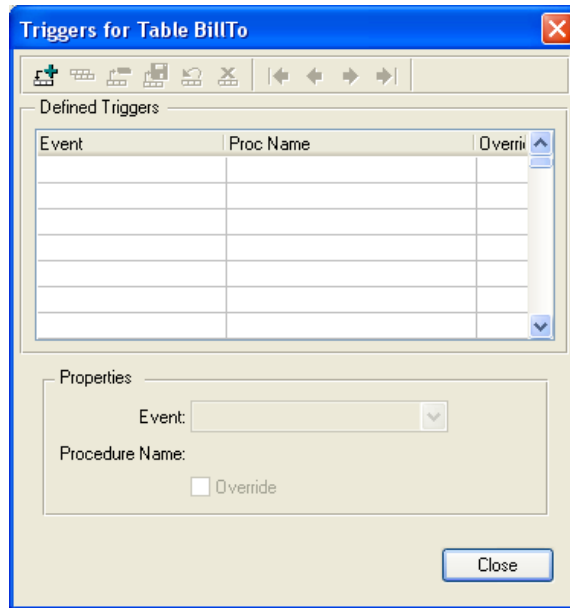 Triggers for Table BillTo
Defined Triggers
Event Proc Name Overri
Properties
Event:
Procedure Name:
Override
Close